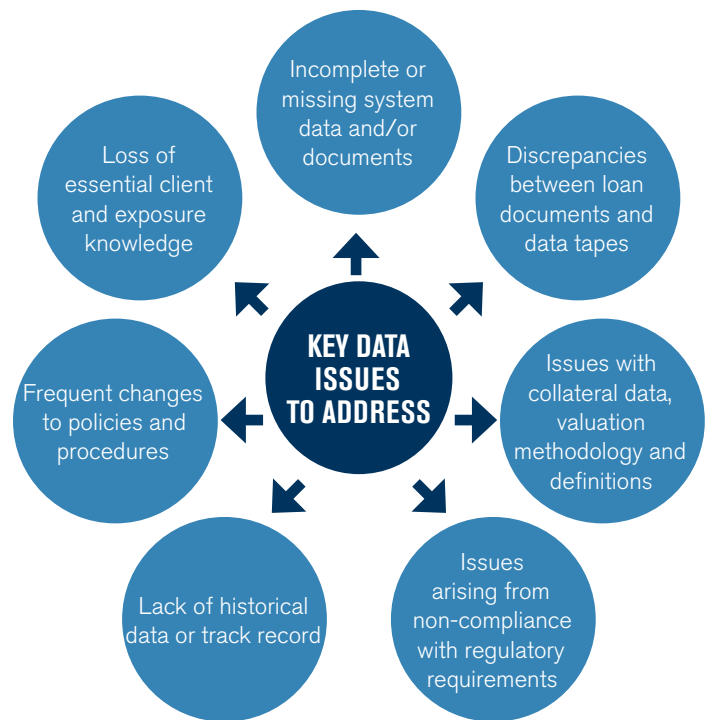 KEY DATA
ISSUES
TO ADDRESS
Incomplete or
missing system
data and/or
documents
Discrepancies
between loan
documents and
data tapes
Issues with
collateral data,
valuation
methodology and
definitions
Issues
arising from
non-compliance
with regulatory
requirements
Lack of historical
data or track record
Frequent changes
to policies and
procedures
Loss of
essential client
and exposure
knowledge